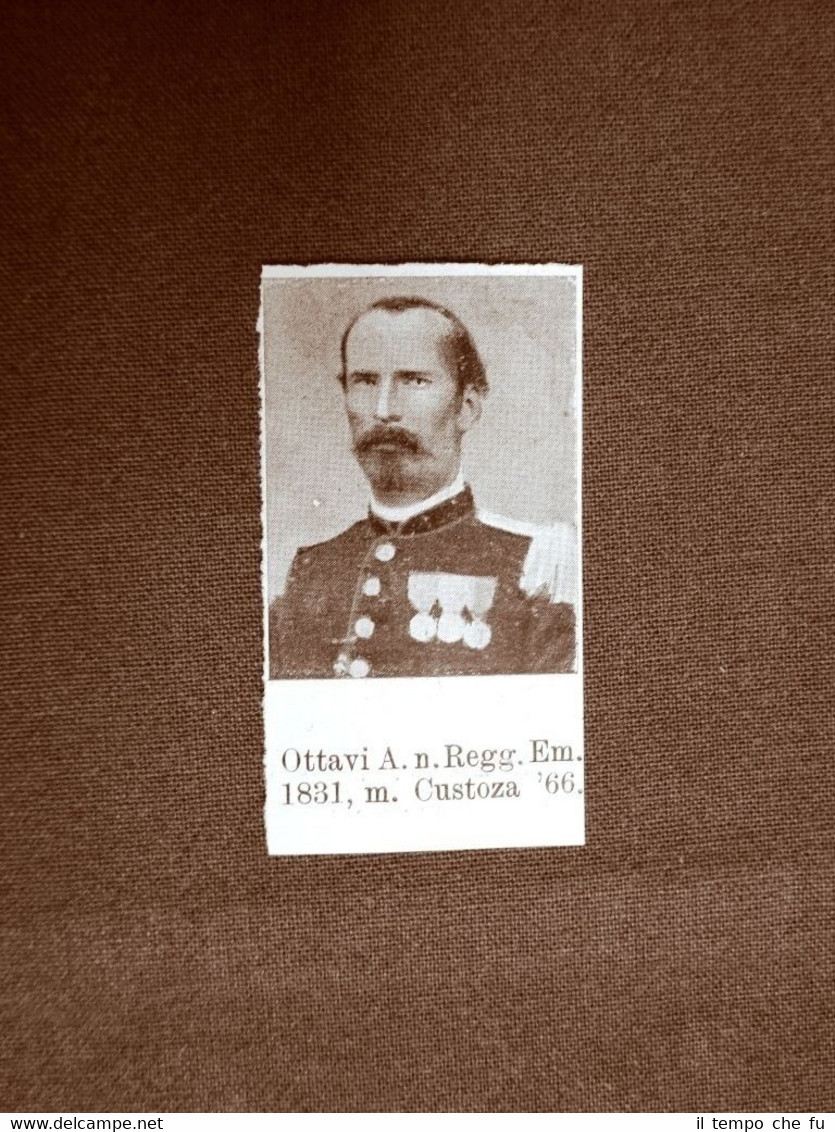 Ottavi A. n. Regg. Em.
1831, m. Custoza '66.
www.delcampe.net
il tempo che fu